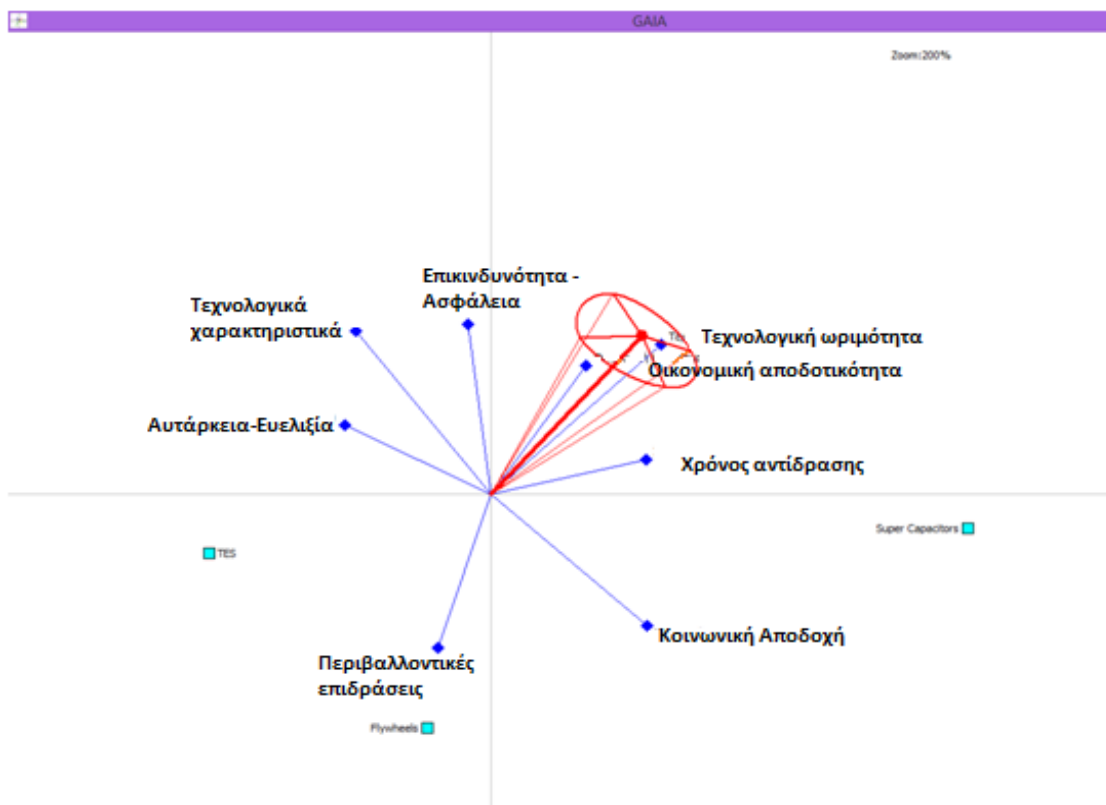 GAIA
Zoom:200%
Επικινδυνότητα -
Ασφάλεια
Τεχνολογικά
χαρακτηριστικά
Τεχνολογική ωριμότητα
Οικονομική αποδοτικότητα
Αυτάρκεια-Ευελιξία
Χρόνος αντίδρασης
Super Capacitors
TES
Κοινωνική Αποδοχή
Περιβαλλοντικές
επιδράσεις
Flywheels